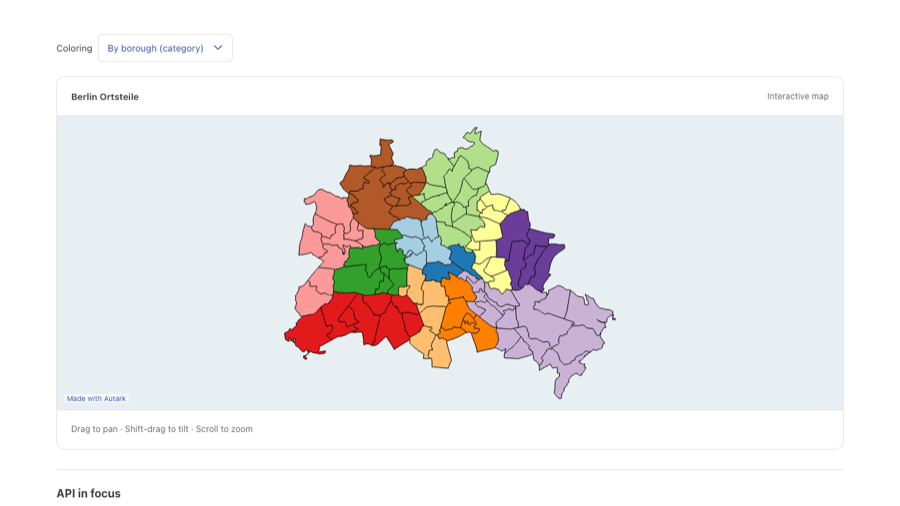 Coloring By borough (category)
Berlin Ortsteile Interactive map
Made with Autark
Drag to pan · Shift-drag to tilt · Scroll to zoom
API in focus